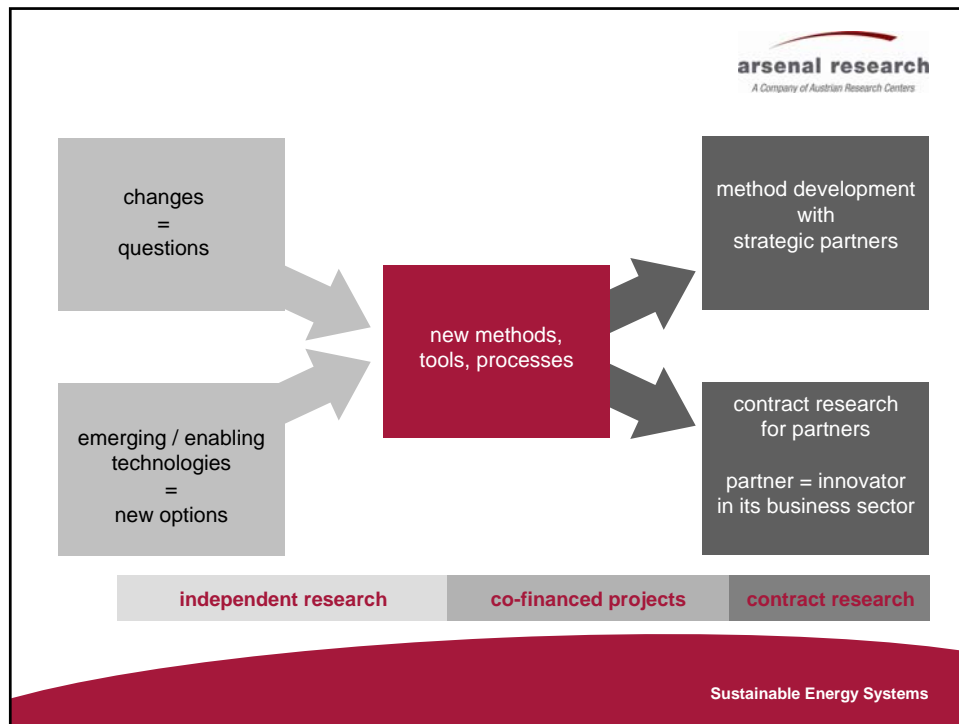 arsenal research
A Company of Austrian Research Centers
changes
=
questions
emerging / enabling
technologies
=
new options
new methods,
tools, processes
method development
with
strategic partners
contract research
for partners
partner = innovator
in its business sector
independent research
co-financed projects
contract research
Sustainable Energy Systems